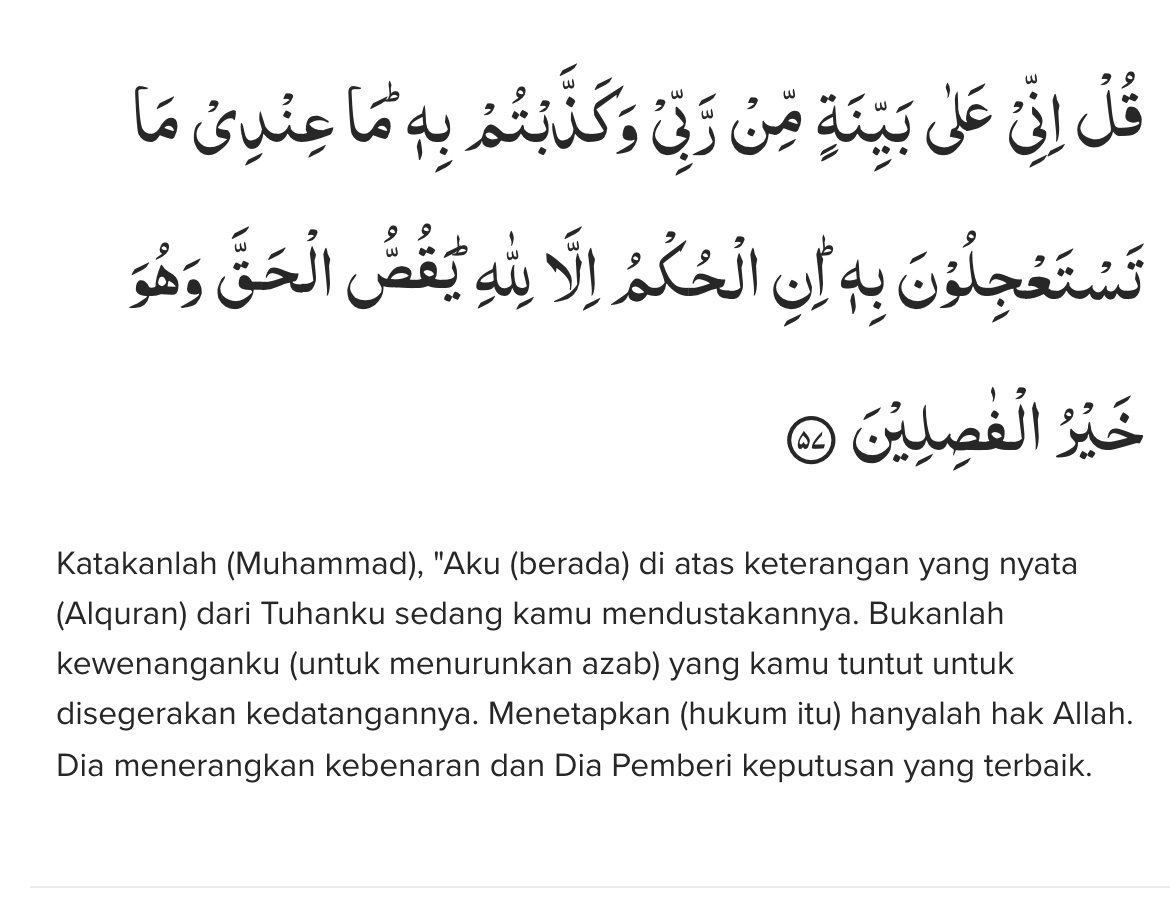 قُلْ اِنِّيْ عَلٰى بَيِّنَةٍ مِّنْ رَّبِّيْ وَكَذَّبْتُمْ بِهٖۗ مَا عِنْدِيْ مَا
تَسْتَعْجِلُوْنَ بِهٖۗ اِنِ الْحُكْمُ اِلَّا لِلّٰهِ ۗيَقُصُّ الْحَقَّ وَهُوَ
خَيْرُ الْفٰصِلِيْنَ ۵۷
Katakanlah (Muhammad), "Aku (berada) di atas keterangan yang nyata
(Alquran) dari Tuhanku sedang kamu mendustakannya. Bukanlah
kewenanganku (untuk menurunkan azab) yang kamu tuntut untuk
disegerakan kedatangannya. Menetapkan (hukum itu) hanyalah hak Allah.
Dia menerangkan kebenaran dan Dia Pemberi keputusan yang terbaik.